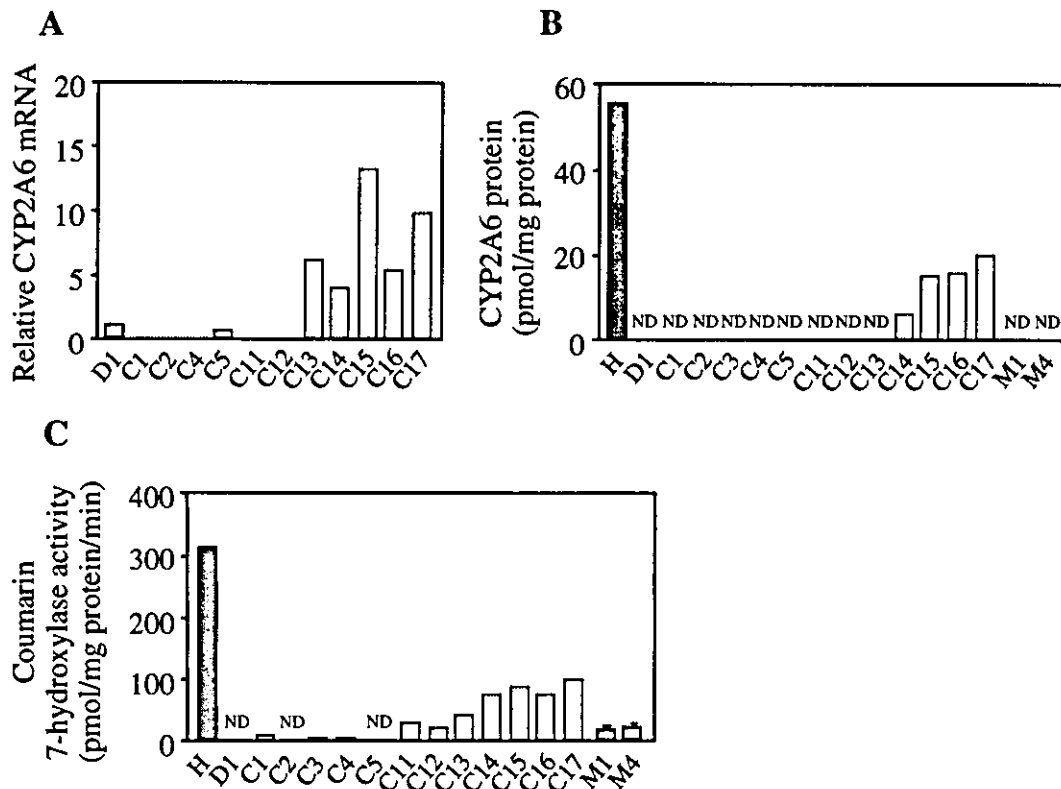 A
Relative CYP2A6 mRNA
20
15
10
5
0
D1 C1 C2 C4 C5 C11 C12 C13 C14 C15 C16 C17
B
CYP2A6 protein
(pmol/mg protein)
60
40
20
0
ND ND ND ND ND ND ND ND ND ND ND
H D1 C1 C2 C3 C4 C5 C11 C12 C13 C14 C15 C16 C17 M1 M4
C
Coumarin
7-hydroxylase activity
(pmol/mg protein/min)
400
300
200
100
0
ND ND ND
H D1 C1 C2 C3 C4 C5 C11 C12 C13 C14 C15 C16 C17 M1 M4